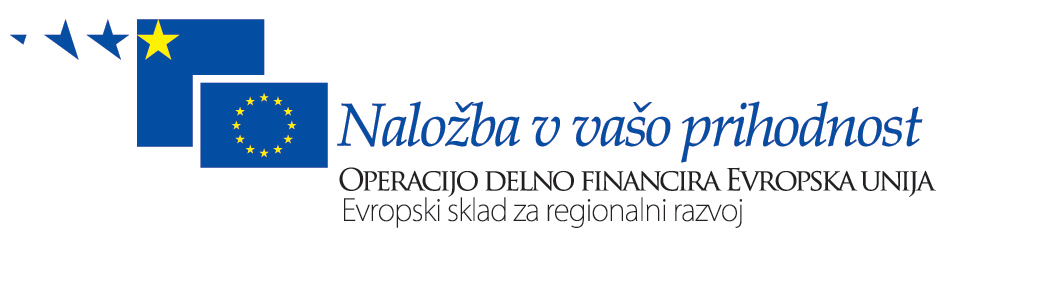 Naložba v vašo prihodnost
OPERACIJO DELNO FINANCIRA EVROPSKA UNIJA
Evropski sklad za regionalni razvoj